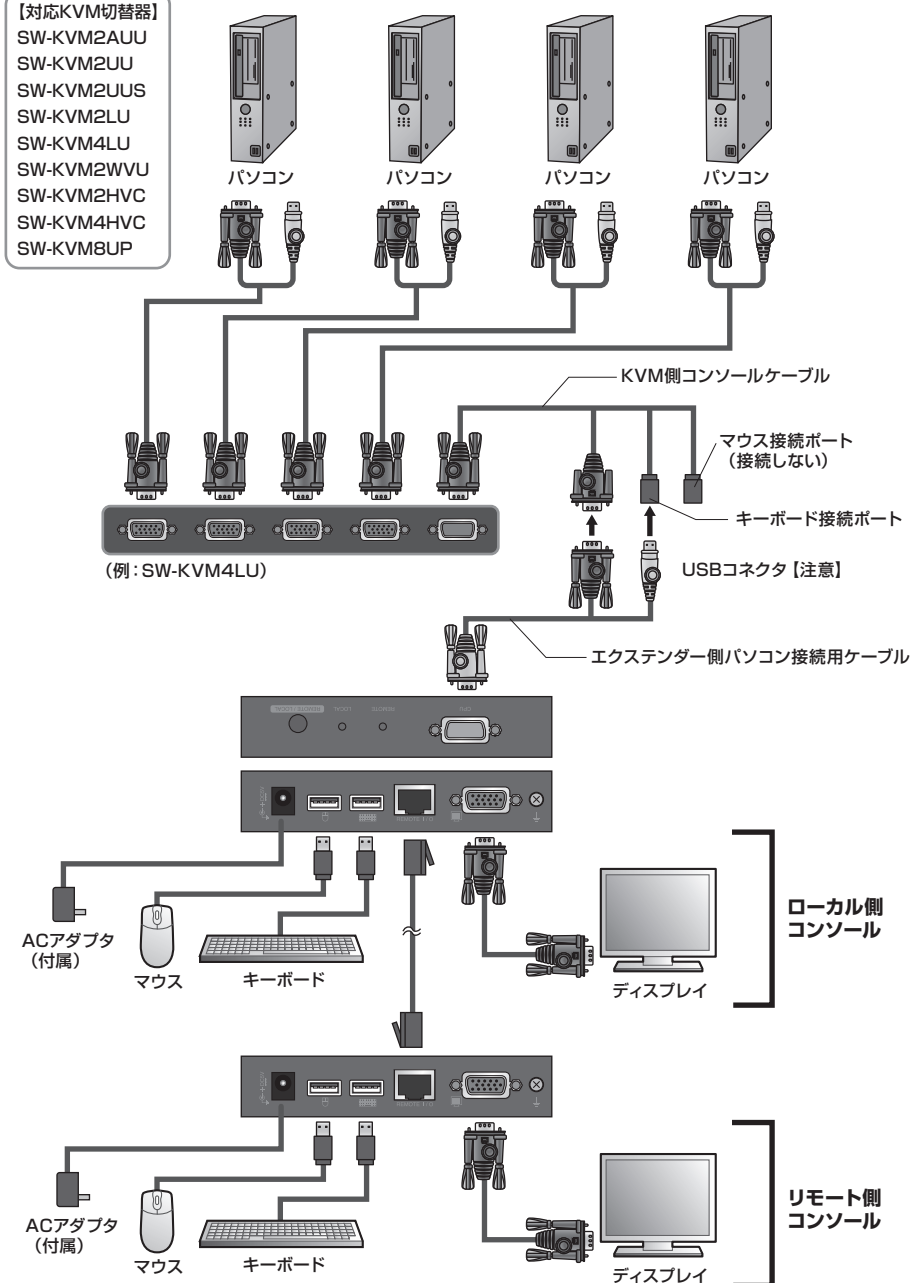 【対応KVM切替器】
SW-KVM2AUU
SW-KVM2UU
SW-KVM2UUS
SW-KVM2LU
SW-KVM4LU
SW-KVM2WVU
SW-KVM2HVC
SW-KVM4HVC
SW-KVM8UP
パソコン
パソコン
パソコン
パソコン
KVM側コンソールケーブル
マウス接続ポート
(接続しない)
キーボード接続ポート
(例:SW-KVM4LU)
USBコネクタ【注意】
エクステンダー側パソコン接続用ケーブル
REMOTE / LOCAL
LOCAL
REMOTE
CPU
REMOTE I / O
ACアダプタ
(付属)
マウス
キーボード
ディスプレイ
ローカル側
コンソール
REMOTE I / O
ACアダプタ
(付属)
マウス
キーボード
ディスプレイ
リモート側
コンソール